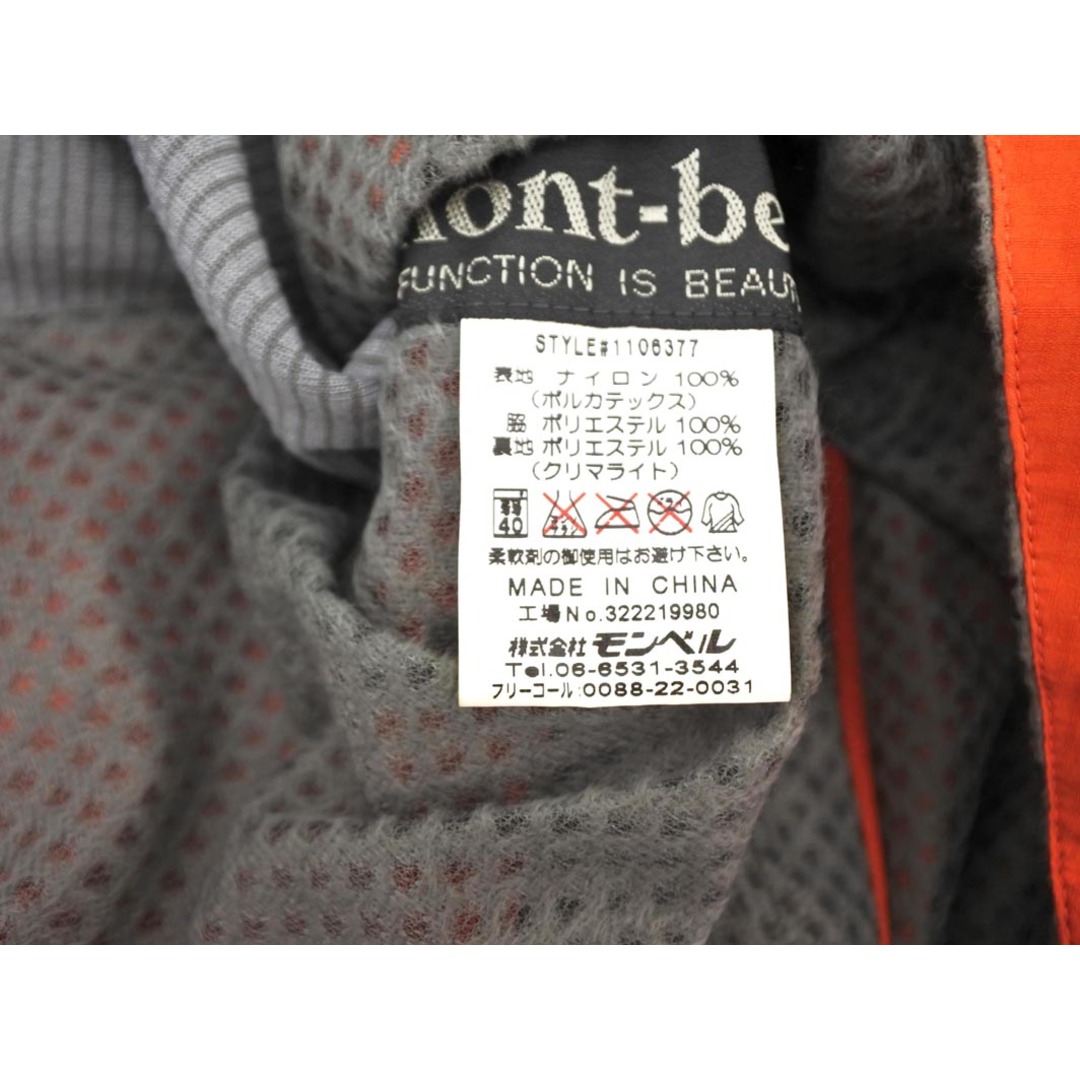 mont-be
FUNCTION IS BEAUT
STYLE#1106377
表地 ナイロン 100%
(ポルカテックス)
脇 ポリエステル 100%
裏地 ポリエステル 100%
(クリマライト)
40
柔軟剤の御使用はお避け下さい。
MADE IN CHINA
工場No.322219980
株式会社 モンベル
Tel.06-6531-3544
フリーコール:0088-22-0031